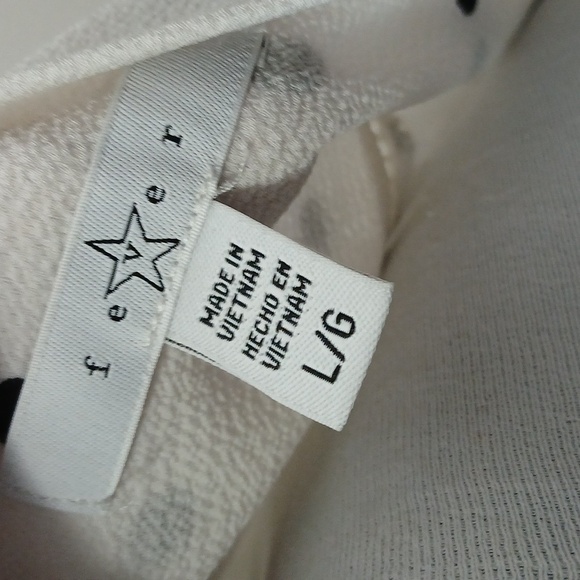 fever
MADE IN
VIETNAM
HECHO EN
VIETNAM
L/G